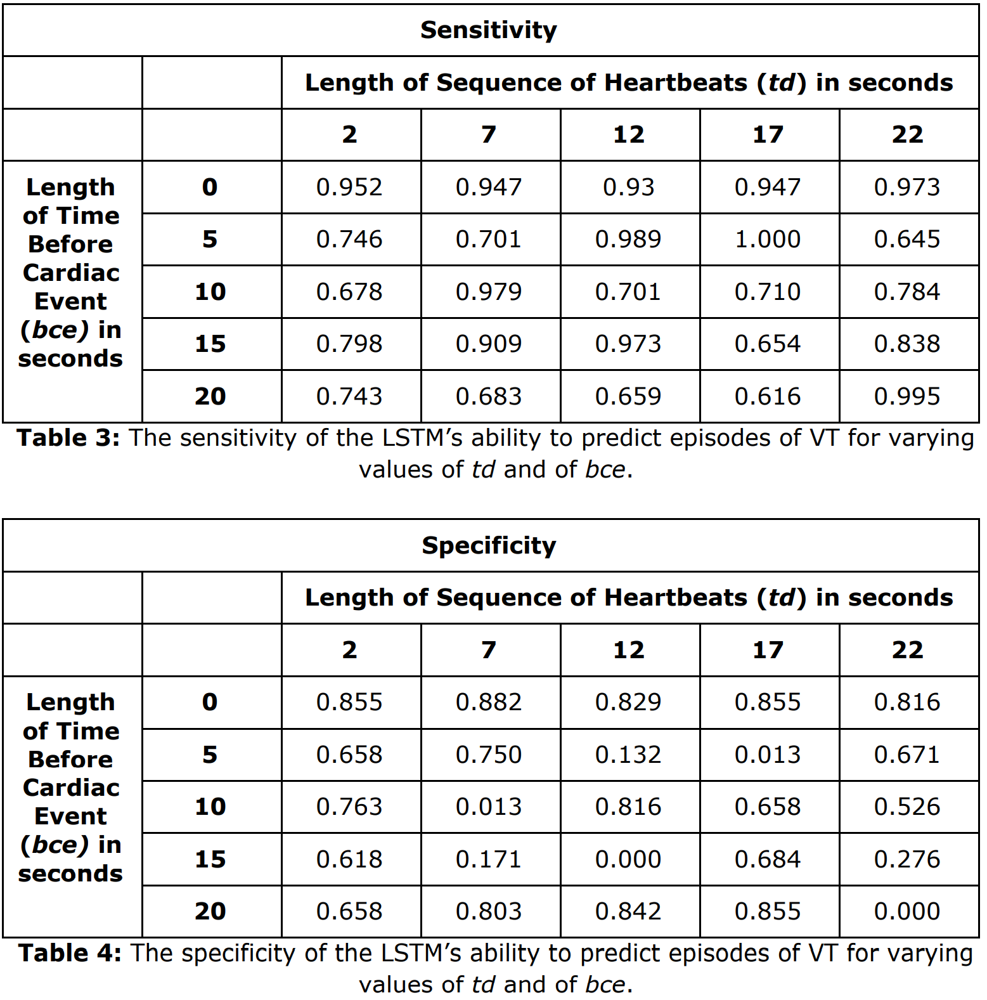 Sensitivity
Length of Sequence of Heartbeats (td) in seconds
2 7 12 17 22
Length
of Time
Before
Cardiac
Event
(bce) in
seconds
0 0.952 0.947 0.93 0.947 0.973
5 0.746 0.701 0.989 1.000 0.645
10 0.678 0.979 0.701 0.710 0.784
15 0.798 0.909 0.973 0.654 0.838
20 0.743 0.683 0.659 0.616 0.995
Table 3: The sensitivity of the LSTM’s ability to predict episodes of VT for varying
values of td and of bce.
Specificity
Length of Sequence of Heartbeats (td) in seconds
2 7 12 17 22
Length
of Time
Before
Cardiac
Event
(bce) in
seconds
0 0.855 0.882 0.829 0.855 0.816
5 0.658 0.750 0.132 0.013 0.671
10 0.763 0.013 0.816 0.658 0.526
15 0.618 0.171 0.000 0.684 0.276
20 0.658 0.803 0.842 0.855 0.000
Table 4: The specificity of the LSTM’s ability to predict episodes of VT for varying
values of td and of bce.